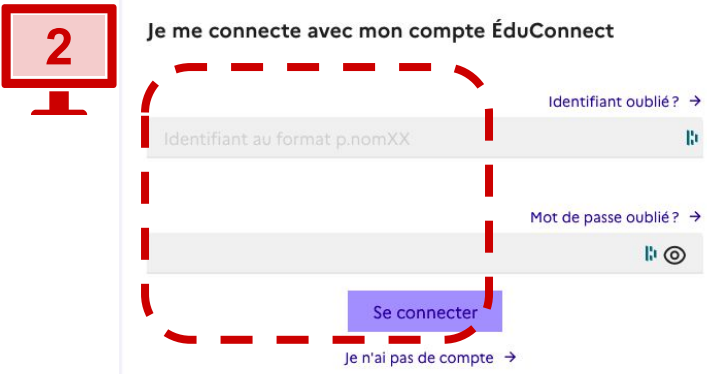 2
Je me connecte avec mon compte ÉduConnect
Identifiant oublié? →
Identifiant au format p.nomXX
Mot de passe oublié? →
Se connecter
Je n'ai pas de compte →